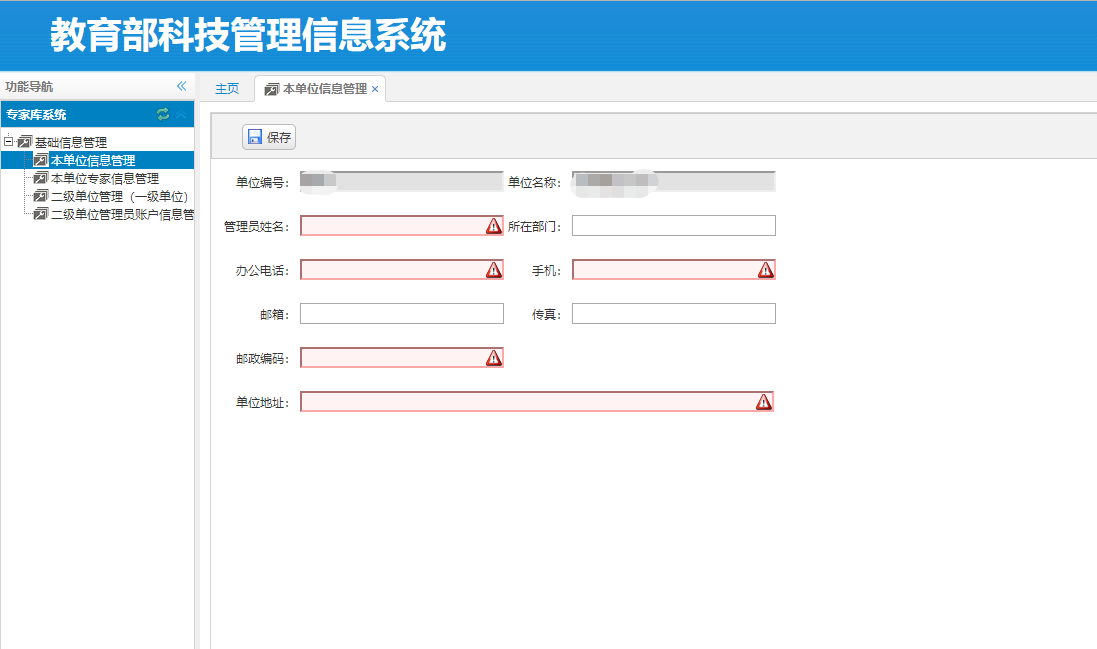 教育部科技管理信息系统
功能导航
主页
本单位信息管理
专家库系统
保存
基础信息管理
本单位信息管理
本单位专家信息管理
二级单位管理（一级单位）
二级单位管理员账户信息管
单位编号： 单位名称：
管理员姓名： 所在部门：
办公电话： 手机：
邮箱： 传真：
邮政编码：
单位地址：